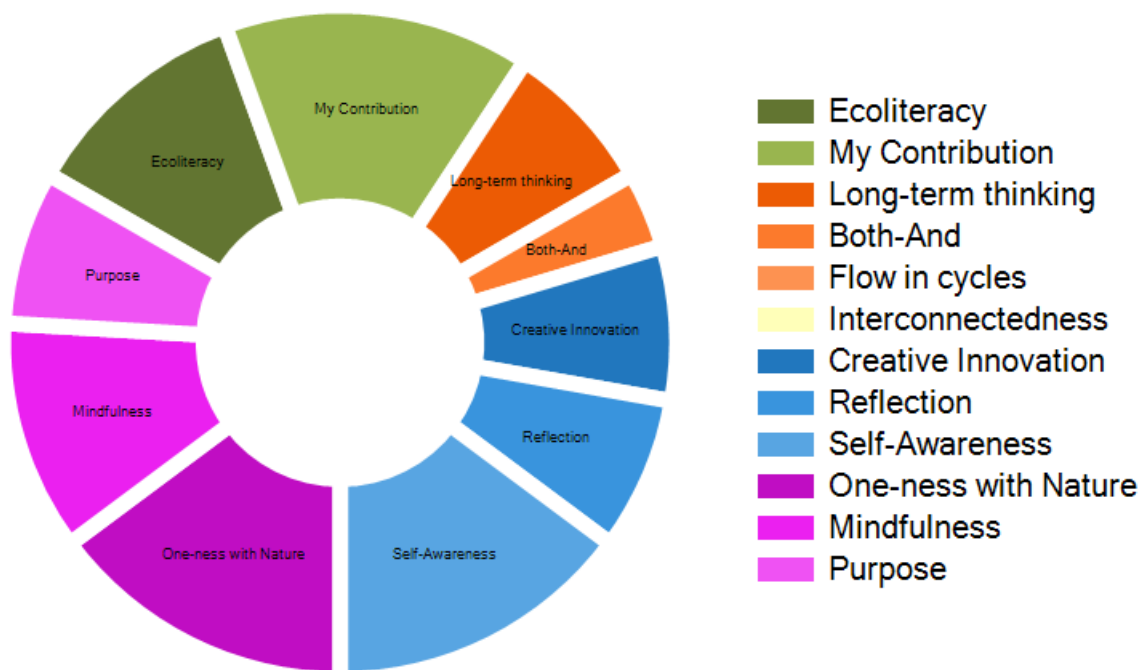 My Contribution
Ecoliteracy
Long-term thinking
Both-And
Purpose
Creative Innovation
Mindfulness
Reflection
One-ness with Nature
Self-Awareness
Ecoliteracy
My Contribution
Long-term thinking
Both-And
Flow in cycles
Interconnectedness
Creative Innovation
Reflection
Self-Awareness
One-ness with Nature
Mindfulness
Purpose